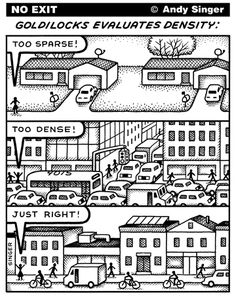 NO EXIT © Andy Singer
GOLDILOCKS EVALUATES DENSITY:
TOO SPARSE!
TOO DENSE!
JUST RIGHT!
SINGER